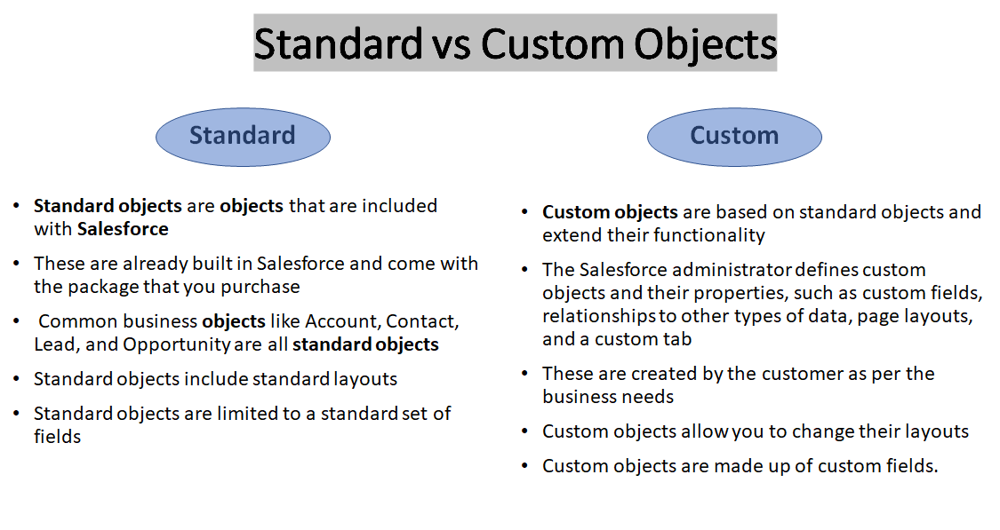 Standard vs Custom Objects
Standard
• Standard objects are objects that are included
with Salesforce
• These are already built in Salesforce and come with
the package that you purchase
• Common business objects like Account, Contact,
Lead, and Opportunity are all standard objects
• Standard objects include standard layouts
• Standard objects are limited to a standard set of
fields
Custom
• Custom objects are based on standard objects and
extend their functionality
• The Salesforce administrator defines custom
objects and their properties, such as custom fields,
relationships to other types of data, page layouts,
and a custom tab
• These are created by the customer as per the
business needs
• Custom objects allow you to change their layouts
• Custom objects are made up of custom fields.